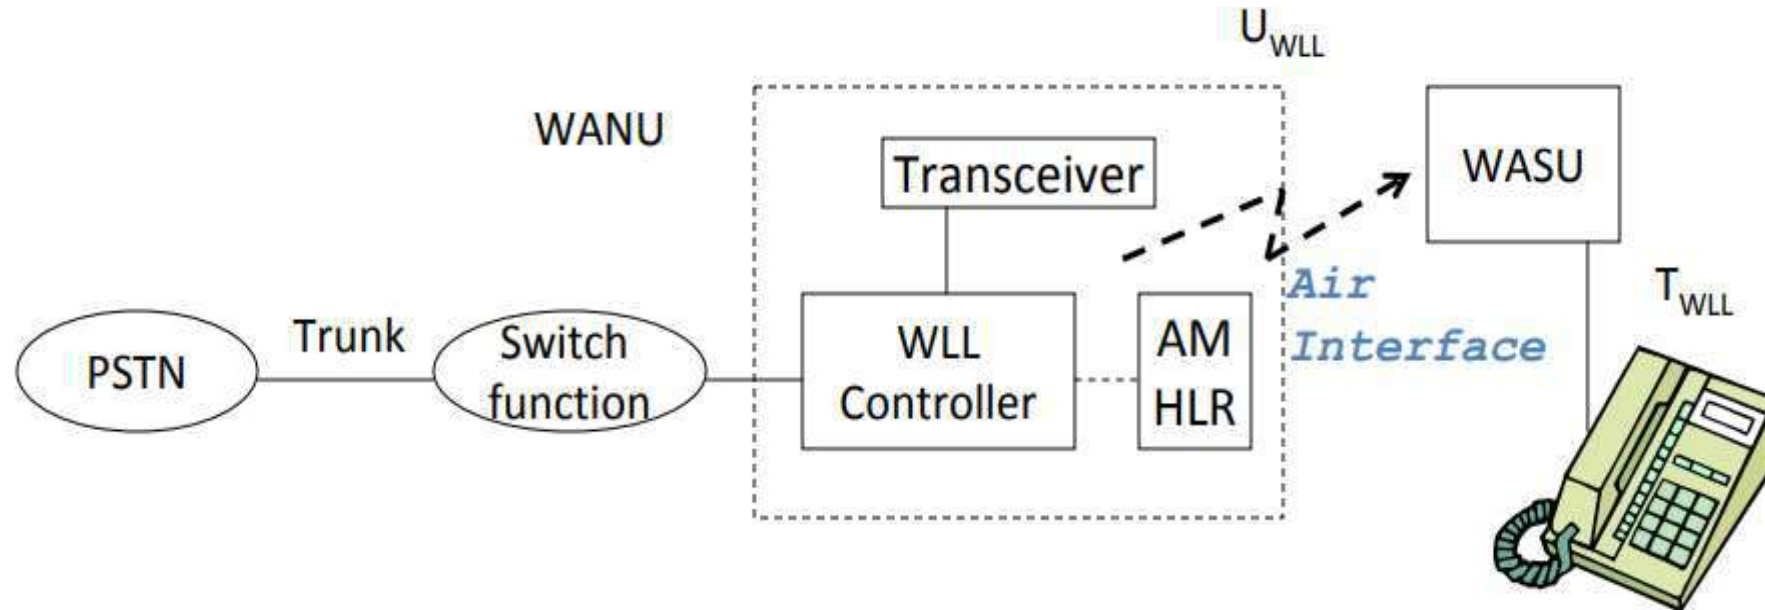 U_WLL
WANU
Transceiver
WASU
Air
Interface
T_WLL
PSTN
Trunk
Switch
function
WLL
Controller
AM
HLR